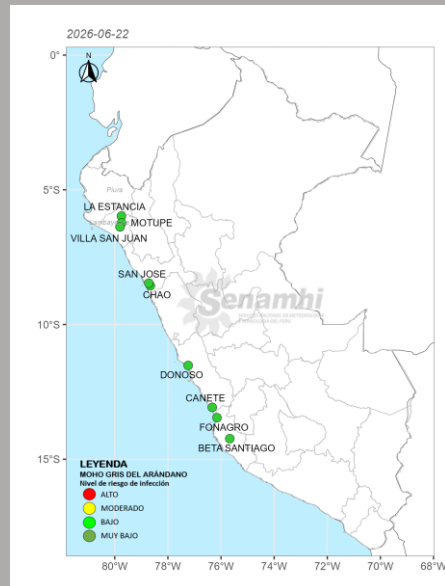 2026-06-22
N
0°
5°S
Piura
LA ESTANCIA
MOTUPE
VILLA SAN JUAN
SAN JOSE
CHAO
Senamhi
10°S
DONOSO
CANETE
FONAGRO
BETA SANTIAGO
15°S
LEYENDA
MOHO GRIS DEL ARÁNDANO
Nivel de riesgo de infección
ALTO
MODERADO
BAJO
MUY BAJO
80°W
78°W
76°W
74°W
72°W
70°W
68°W